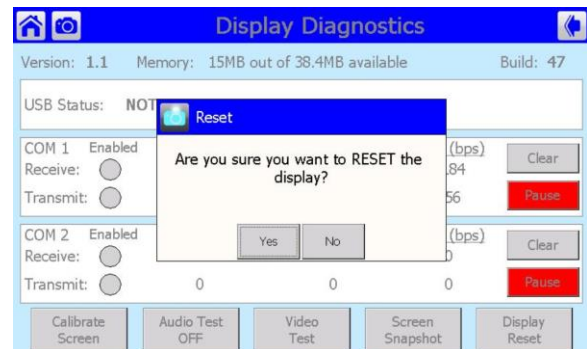 Display Diagnostics
Version: 1.1 Memory: 15MB out of 38.4MB available Build: 47
USB Status: NOT
Reset
Are you sure you want to RESET the
display?
Yes No
COM 1 Enabled (bps) Clear
Receive: 84
Transmit: 56 Pause
COM 2 Enabled (bps) Clear
Receive: 0
Transmit: 0 0 0 Pause
Calibrate Screen
Audio Test OFF
Video Test
Screen Snapshot
Display Reset